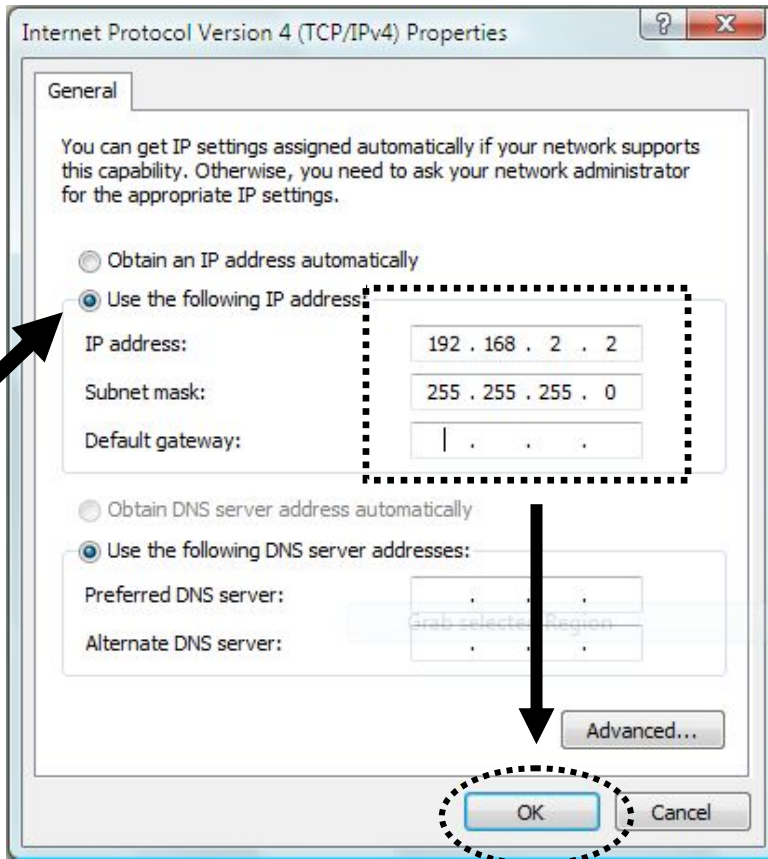 Internet Protocol Version 4 (TCP/IPv4) Properties
General
You can get IP settings assigned automatically if your network supports
this capability. Otherwise, you need to ask your network administrator
for the appropriate IP settings.
Obtain an IP address automatically
Use the following IP address:
IP address: 192 . 168 . 2 . 2
Subnet mask: 255 . 255 . 255 . 0
Default gateway: . . .
Obtain DNS server address automatically
Use the following DNS server addresses:
Preferred DNS server: . . .
Grab selected Region
Alternate DNS server: . . .
Advanced...
OK Cancel